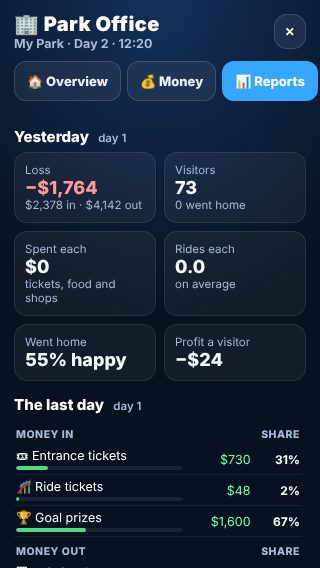 🏢 Park Office
My Park · Day 2 · 12:20
×
🏠 Overview
💰 Money
📊 Reports
Yesterday day 1
Loss
−$1,764
$2,378 in · $4,142 out
Visitors
73
0 went home
Spent each
$0
tickets, food and
shops
Rides each
0.0
on average
Went home
55% happy
Profit a visitor
−$24
The last day day 1
MONEY IN SHARE
🎟 Entrance tickets $730 31%
🎢 Ride tickets $48 2%
🏆 Goal prizes $1,600 67%
MONEY OUT SHARE